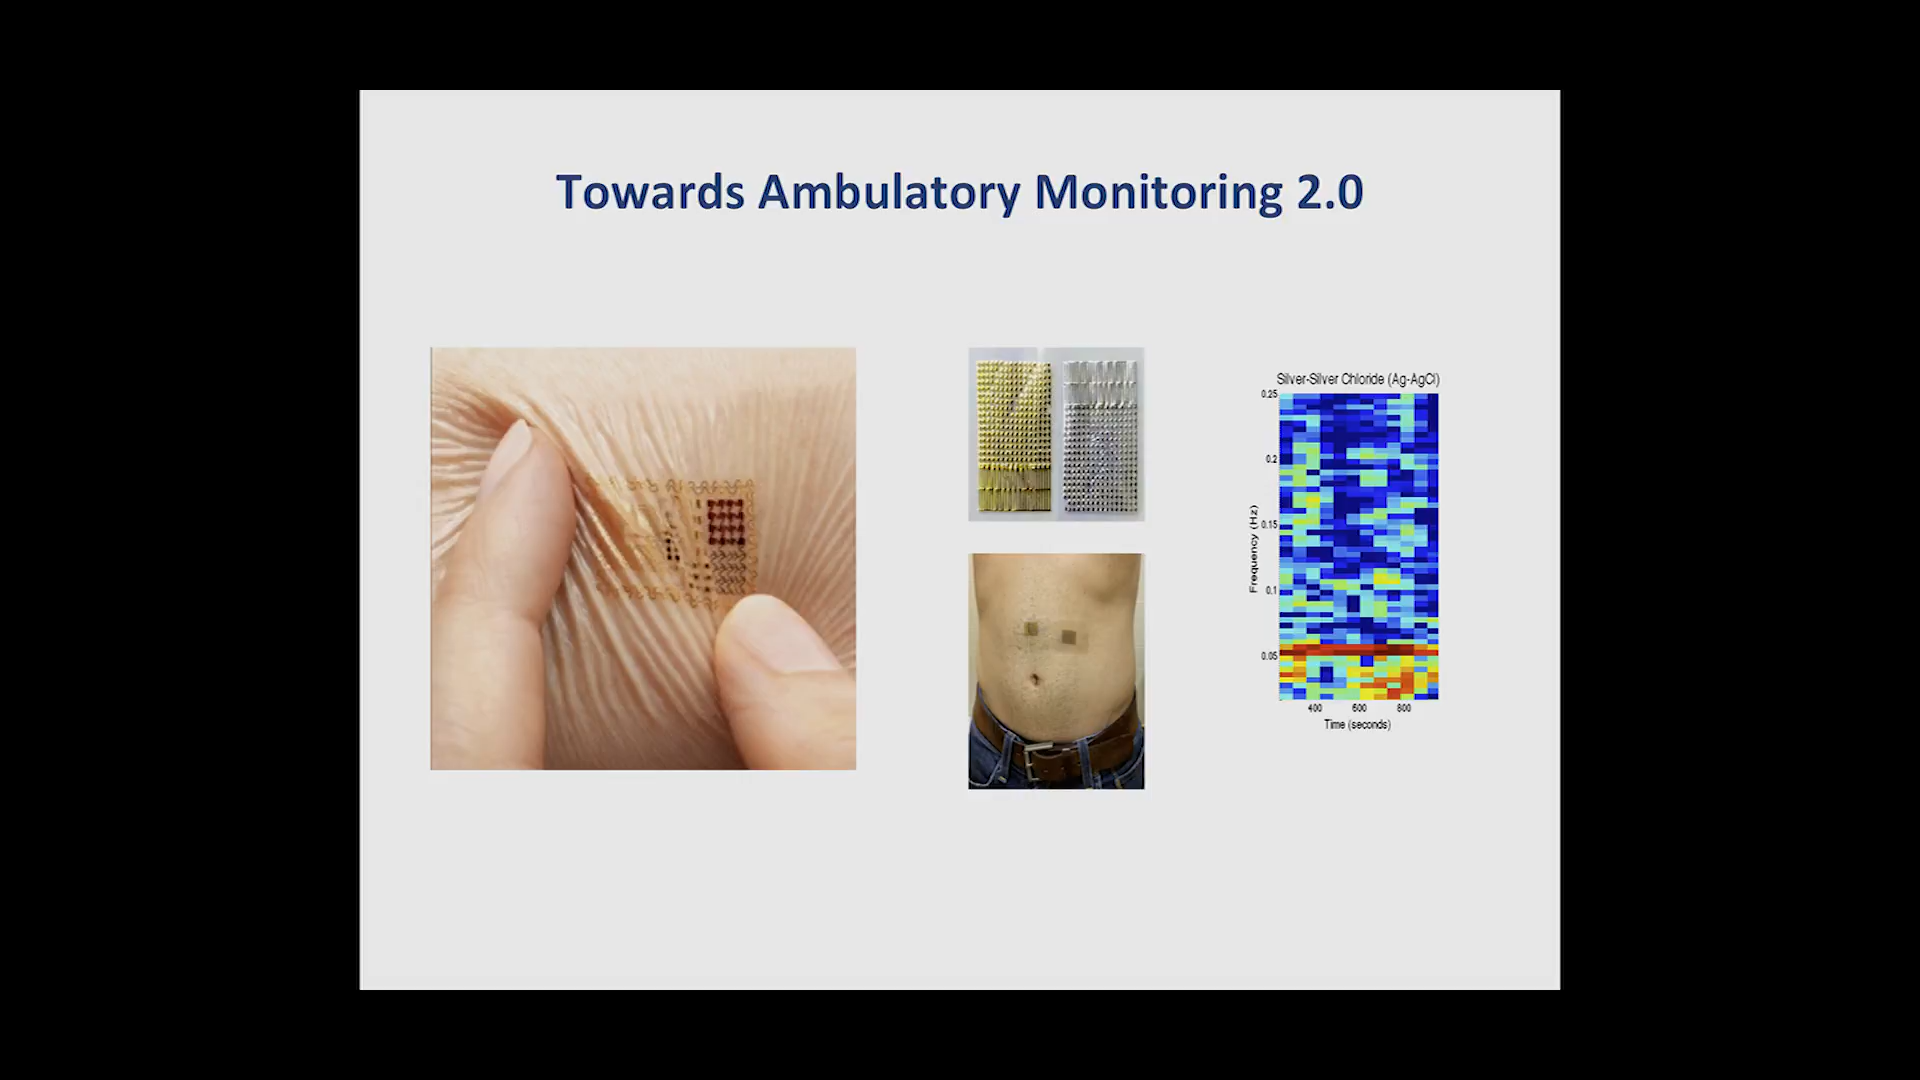 Towards Ambulatory Monitoring 2.0
Silver-Silver Chloride (Ag-AgCl)
0.25
0.2
0.15
0.1
0.05
Frequency (Hz)
400 600 800
Time (seconds)